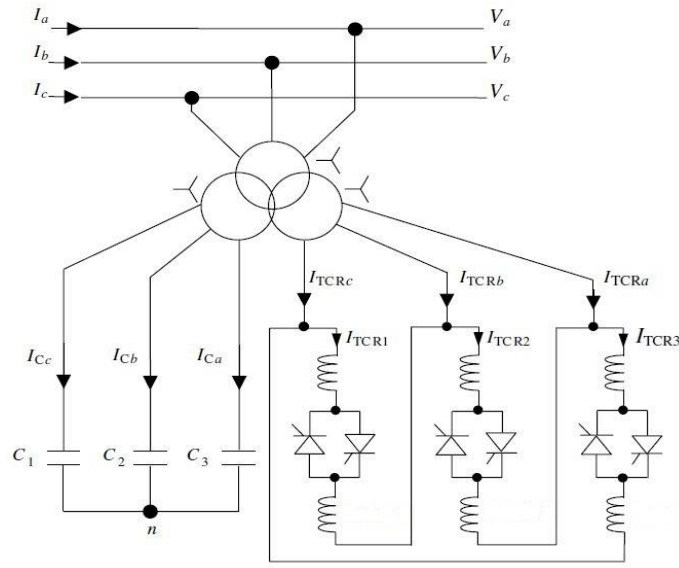 I_a V_a
I_b V_b
I_c V_c
I_TCRc I_TCRb I_TCRa
I_Cc I_Cb I_Ca I_TCR1 I_TCR2 I_TCR3
C_1 C_2 C_3
n